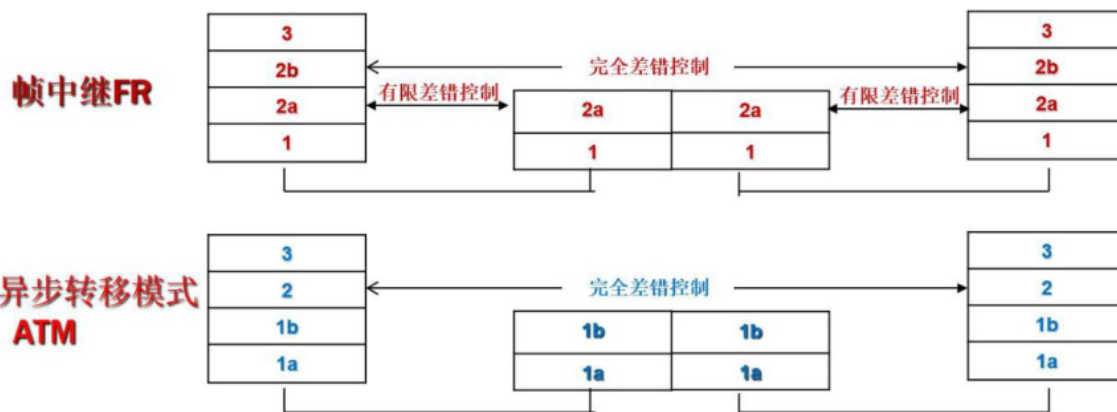 3
2b
2a
1
帧中继FR
完全差错控制
有限差错控制
有限差错控制
2a 2a
1 1
3
2b
2a
1
异步转移模式
ATM
3
2
1b
1a
完全差错控制
1b 1b
1a 1a
3
2
1b
1a